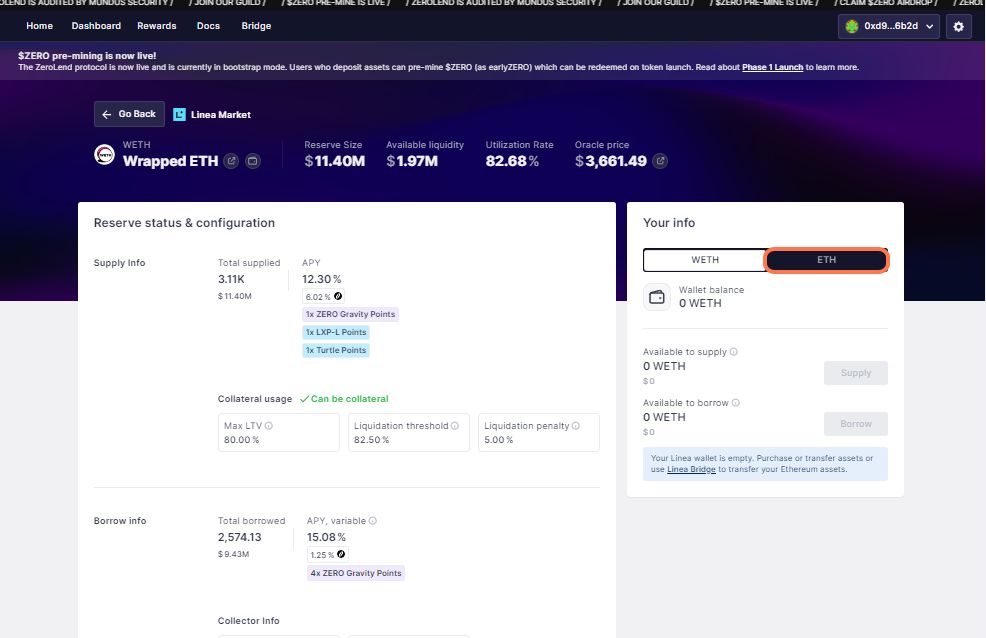 OLEND IS AUDITED BY MUNDUS SECURITY / / JOIN OUR GUILD / / $ZERO PRE-MINE IS LIVE / / ZEROLEND IS AUDITED BY MUNDUS SECURITY / / JOIN OUR GUILD / / $ZERO PRE-MINE IS LIVE / / CLAIM $ZERO AIRDROP / / ZEROL
Home Dashboard Rewards Docs Bridge 0xd9...6b2d
$ZERO pre-mining is now live!
The ZeroLend protocol is now live and is currently in bootstrap mode. Users who deposit assets can pre-mine $ZERO (as earlyZERO) which can be redeemed on token launch. Read about Phase 1 Launch to learn more.
Go Back Linea Market
WETH
Wrapped ETH
Reserve Size Available liquidity Utilization Rate Oracle price
$11.40M $1.97M 82.68% $3,661.49
Reserve status & configuration
Supply Info
Total supplied APY
3.11K 12.30%
$11.40M 6.02%
1x ZERO Gravity Points
1x LXP-L Points
1x Turtle Points
Collateral usage Can be collateral
Max LTV Liquidation threshold Liquidation penalty
80.00% 82.50% 5.00%
Borrow info
Total borrowed APY, variable
2,574.13 15.08%
$9.43M 1.25%
4x ZERO Gravity Points
Collector Info
Your info
WETH ETH
Wallet balance
0 WETH
Available to supply
0 WETH
$0
Supply
Available to borrow
0 WETH
$0
Borrow
Your Linea wallet is empty. Purchase or transfer assets or
use Linea Bridge to transfer your Ethereum assets.